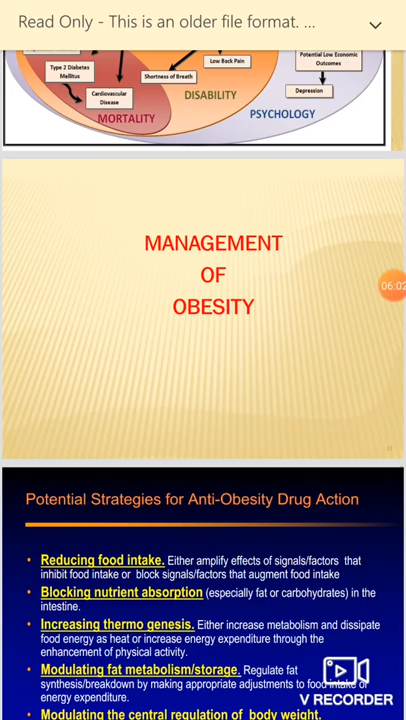 Read Only - This is an older file format. ...
Potential Low Economic
Outcomes
Type 2 Diabetes
Mellitus
Low Back Pain
Shortness of Breath
Cardiovascular
Disease
Depression
DISABILITY
MORTALITY
PSYCHOLOGY
MANAGEMENT
OF
OBESITY
06:02
Potential Strategies for Anti-Obesity Drug Action
• Reducing food intake. Either amplify effects of signals/factors that
inhibit food intake or block signals/factors that augment food intake
• Blocking nutrient absorption (especially fat or carbohydrates) in the
intestine.
• Increasing thermo genesis. Either increase metabolism and dissipate
food energy as heat or increase energy expenditure through the
enhancement of physical activity.
• Modulating fat metabolism/storage. Regulate fat
synthesis/breakdown by making appropriate adjustments to food intake or
energy expenditure.
• Modulating the central regulation of body weight.
V RECORDER